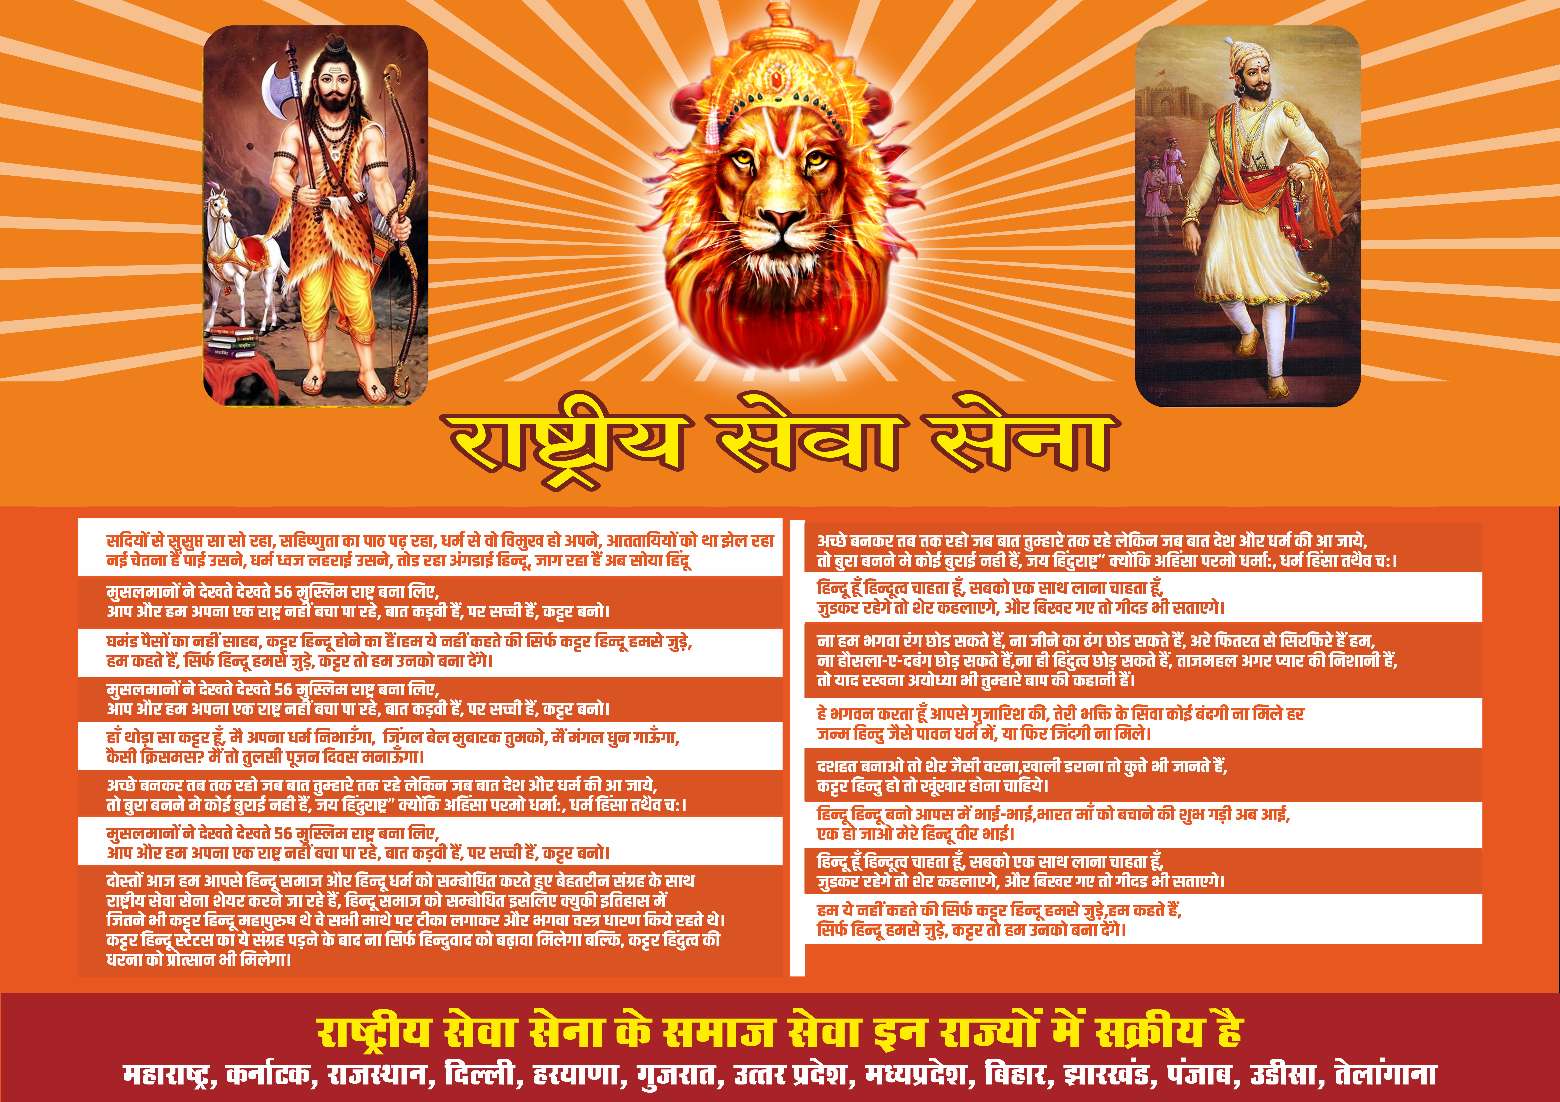 राष्ट्रीय सेवा सेना
सदियों से सुसुप्त सा सो रहा, सहिष्णुता का पाठ पढ़ रहा, धर्म से वो विमुख हो अपने, आततायियों को था झेल रहा
नई चेतना हैं पाई उसने, धर्म ध्वज लहराई उसने, तोड रहा अंगडाई हिन्दू, जाग रहा हैं अब सोया हिंदू
मुसलमानों ने देखते देखते 56 मुस्लिम राष्ट्र बना लिए,
आप और हम अपना एक राष्ट्र नहीं बचा पा रहे, बात कड़वी हैं, पर सच्ची हैं, कट्टर बनो।
घमंड पैसों का नहीं साहब, कट्टर हिन्दू होने का हैं।हम ये नहीं कहते की सिर्फ कट्टर हिन्दू हमसे जुड़े,
हम कहते हैं, सिर्फ हिन्दू हमसे जुड़े, कट्टर तो हम उनको बना देंगे।
मुसलमानों ने देखते देखते 56 मुस्लिम राष्ट्र बना लिए,
आप और हम अपना एक राष्ट्र नहीं बचा पा रहे, बात कड़वी हैं, पर सच्ची हैं, कट्टर बनो।
हाँ थोड़ा सा कट्टर हूँ, मै अपना धर्म निभाउँगा, जिंगल बेल मुबारक तुमको, मैं मंगल धुन गाऊँगा,
कैसी क्रिसमस? मैं तो तुलसी पूजन दिवस मनाऊँगा।
अच्छे बनकर तब तक रहो जब बात तुम्हारे तक रहे लेकिन जब बात देश और धर्म की आ जाये,
तो बुरा बनने मे कोई बुराई नही हैं, जय हिंदुराष्ट्र" क्योंकि अहिंसा परमो धर्माः, धर्म हिंसा तथैव चः।
मुसलमानों ने देखते देखते 56 मुस्लिम राष्ट्र बना लिए,
आप और हम अपना एक राष्ट्र नहीं बचा पा रहे, बात कड़वी हैं, पर सच्ची हैं, कट्टर बनो।
दोस्तों आज हम आपसे हिन्दू समाज और हिन्दू धर्म को सम्बोधित करते हुए बेहतरीन संग्रह के साथ
राष्ट्रीय सेवा सेना शेयर करने जा रहे हैं, हिन्दू समाज को सम्बोधित इसलिए क्युकी इतिहास में
जितने भी कट्टर हिन्दू महापुरुष थे वे सभी माथे पर टीका लगाकर और भगवा वस्त्र धारण किये रहते थे।
कट्टर हिन्दू स्टेटस का ये संग्रह पड़ने के बाद ना सिर्फ हिन्दुवाद को बढ़ावा मिलेगा बल्कि, कट्टर हिंदुत्व की
धरना को प्रोत्सान भी मिलेगा।
अच्छे बनकर तब तक रहो जब बात तुम्हारे तक रहे लेकिन जब बात देश और धर्म की आ जाये,
तो बुरा बनने मे कोई बुराई नही हैं, जय हिंदुराष्ट्र" क्योंकि अहिंसा परमो धर्माः, धर्म हिंसा तथैव चः।
हिन्दू हूँ हिन्दूत्व चाहता हूँ, सबको एक साथ लाना चाहता हूँ,
जुडकर रहेगे तो शेर कहलाएगे, और बिखर गए तो गीदड भी सताएगे।
ना हम भगवा रंग छोड सकते हैं, ना जीने का ढंग छोड सकते हैं, अरे फितरत से सिरफिरे हैं हम,
ना हौसला-ए-दबंग छोड़ सकते हैं,ना ही हिंदुत्व छोड़ सकते हैं, ताजमहल अगर प्यार की निशानी हैं,
तो याद रखना अयोध्या भी तुम्हारे बाप की कहानी हैं।
हे भगवन करता हूँ आपसे गुजारिश की, तेरी भक्ति के सिवा कोई बंदगी ना मिले हर
जन्म हिन्दु जैसे पावन धर्म में, या फिर जिंदगी ना मिले।
दशहत बनाओ तो शेर जैसी वरना,खाली डराना तो कुत्ते भी जानते हैं,
कट्टर हिन्दु हो तो खूंखार होना चाहिये।
हिन्दू हिन्दू बनो आपस में भाई-भाई,भारत माँ को बचाने की शुभ गड़ी अब आई,
एक हो जाओ मेरे हिन्दू वीर भाई।
हिन्दू हूँ हिन्दूत्व चाहता हूँ, सबको एक साथ लाना चाहता हूँ,
जुडकर रहेगे तो शेर कहलाएगे, और बिखर गए तो गीदड भी सताएगे।
हम ये नहीं कहते की सिर्फ कट्टर हिन्दू हमसे जुड़े,हम कहते हैं,
सिर्फ हिन्दू हमसे जुड़े, कट्टर तो हम उनको बना देंगे।
राष्ट्रीय सेवा सेना के समाज सेवा इन राज्यों में सक्रीय है
महाराष्ट्र, कर्नाटक, राजस्थान, दिल्ली, हरयाणा, गुजरात, उत्तर प्रदेश, मध्यप्रदेश, बिहार, झारखंड, पंजाब, उडीसा, तेलांगाना